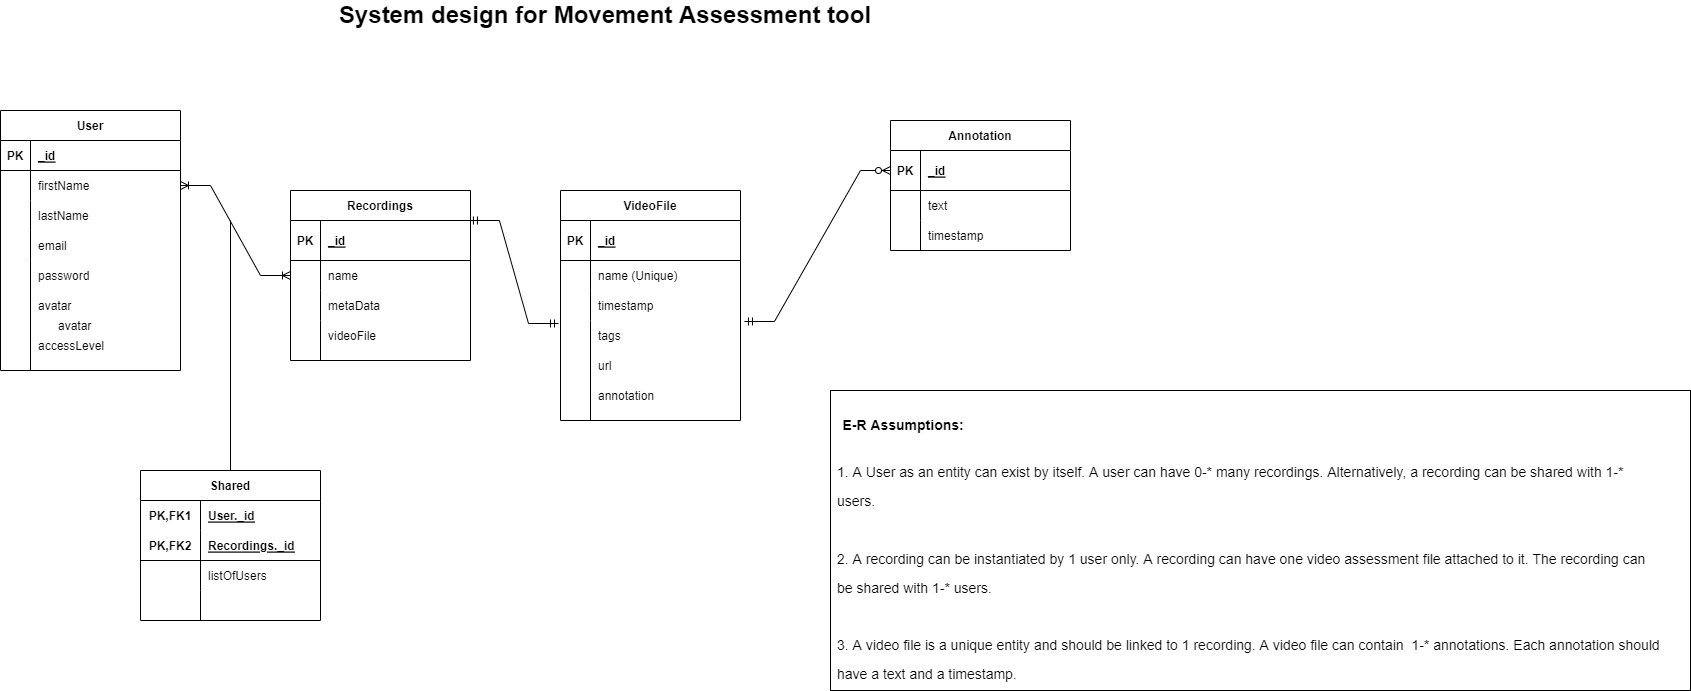 System design for Movement Assessment tool
User
PK _id
firstName
lastName
email
password
avatar
avatar
accessLevel
Recordings
PK _id
name
metaData
videoFile
VideoFile
PK _id
name (Unique)
timestamp
tags
url
annotation
Annotation
PK _id
text
timestamp
Shared
PK,FK1 User._id
PK,FK2 Recordings._id
listOfUsers
E-R Assumptions:
1. A User as an entity can exist by itself. A user can have 0-* many recordings. Alternatively, a recording can be shared with 1-*
users.
2. A recording can be instantiated by 1 user only. A recording can have one video assessment file attached to it. The recording can
be shared with 1-* users.
3. A video file is a unique entity and should be linked to 1 recording. A video file can contain  1-* annotations. Each annotation should
have a text and a timestamp.